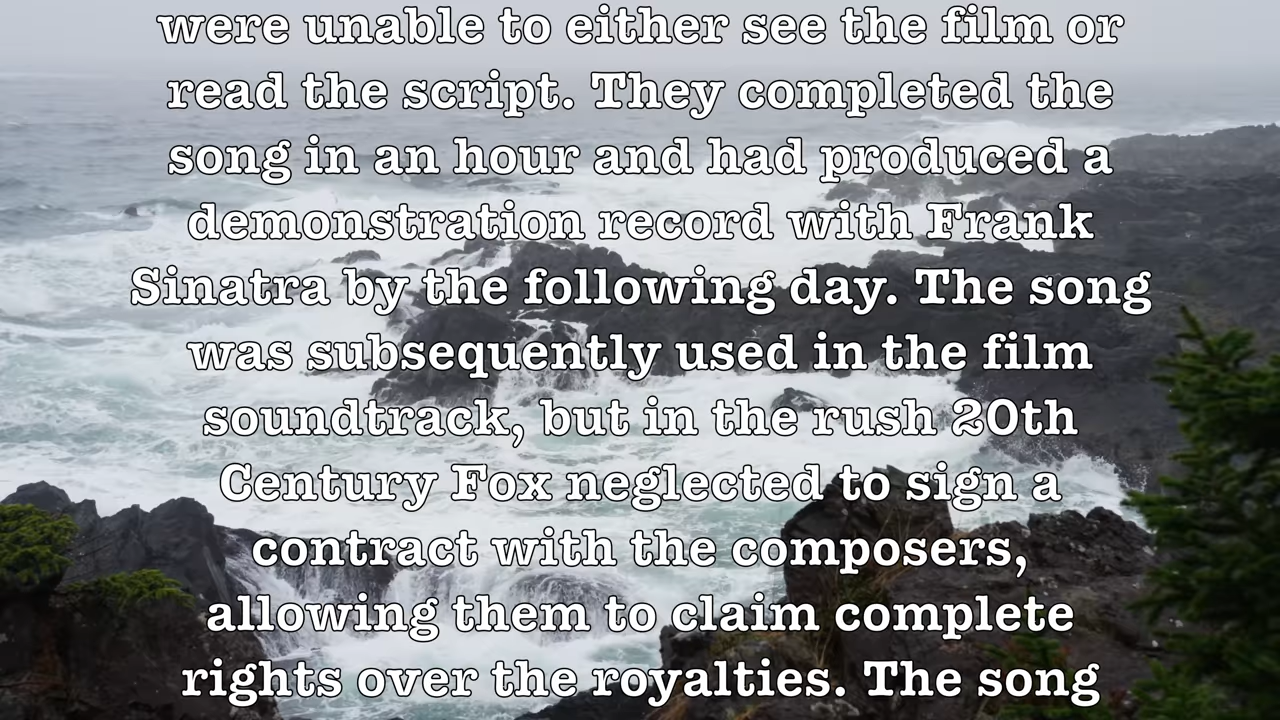 were unable to either see the film or
read the script. They completed the
song in an hour and had produced a
demonstration record with Frank
Sinatra by the following day. The song
was subsequently used in the film
soundtrack, but in the rush 20th
Century Fox neglected to sign a
contract with the composers,
allowing them to claim complete
rights over the royalties. The song